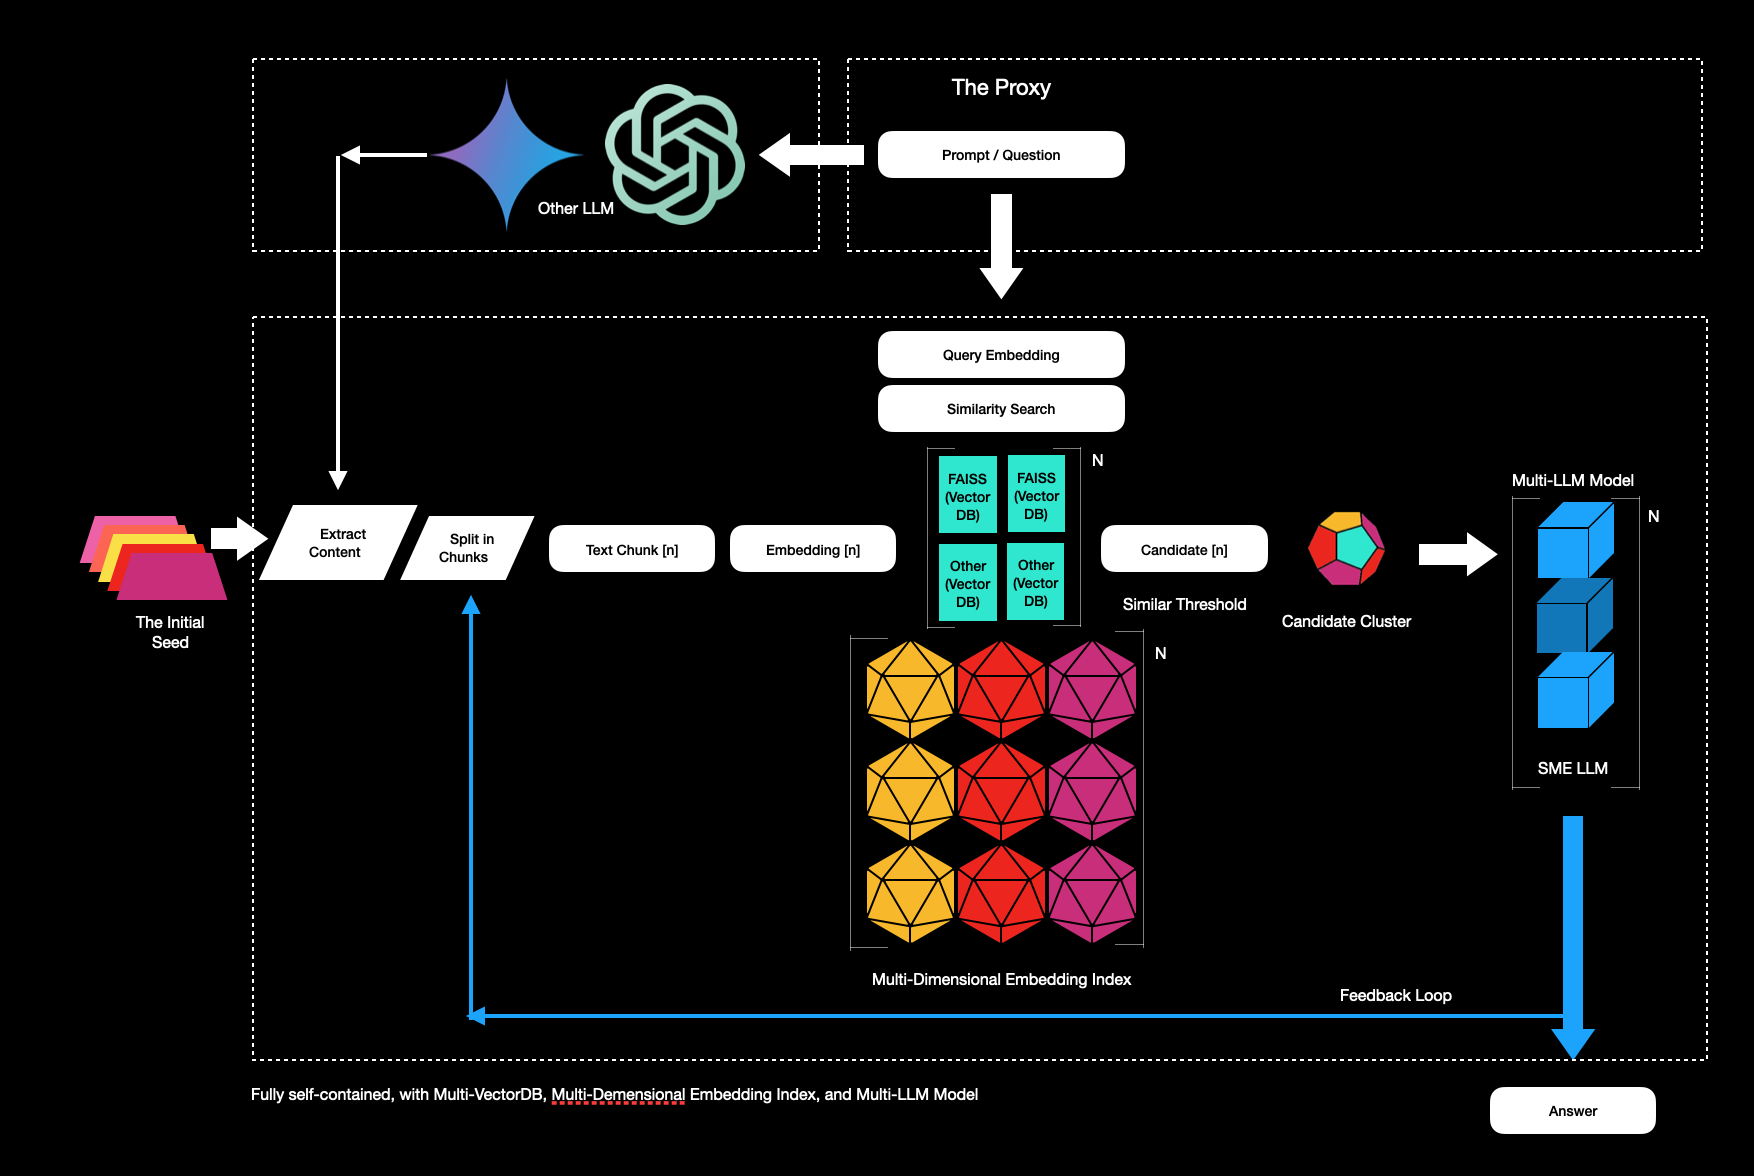 The Proxy
Prompt / Question
Other LLM
Query Embedding
Similarity Search
FAISS
(Vector
DB)
FAISS
(Vector
DB)
N
Other
(Vector
DB)
Other
(Vector
DB)
The Initial
Seed
Extract
Content
Split in
Chunks
Text Chunk [n]
Embedding [n]
Candidate [n]
Similar Threshold
Candidate Cluster
Multi-LLM Model
N
SME LLM
N
Multi-Dimensional Embedding Index
Feedback Loop
Fully self-contained, with Multi-VectorDB, Multi-Demensional Embedding Index, and Multi-LLM Model
Answer